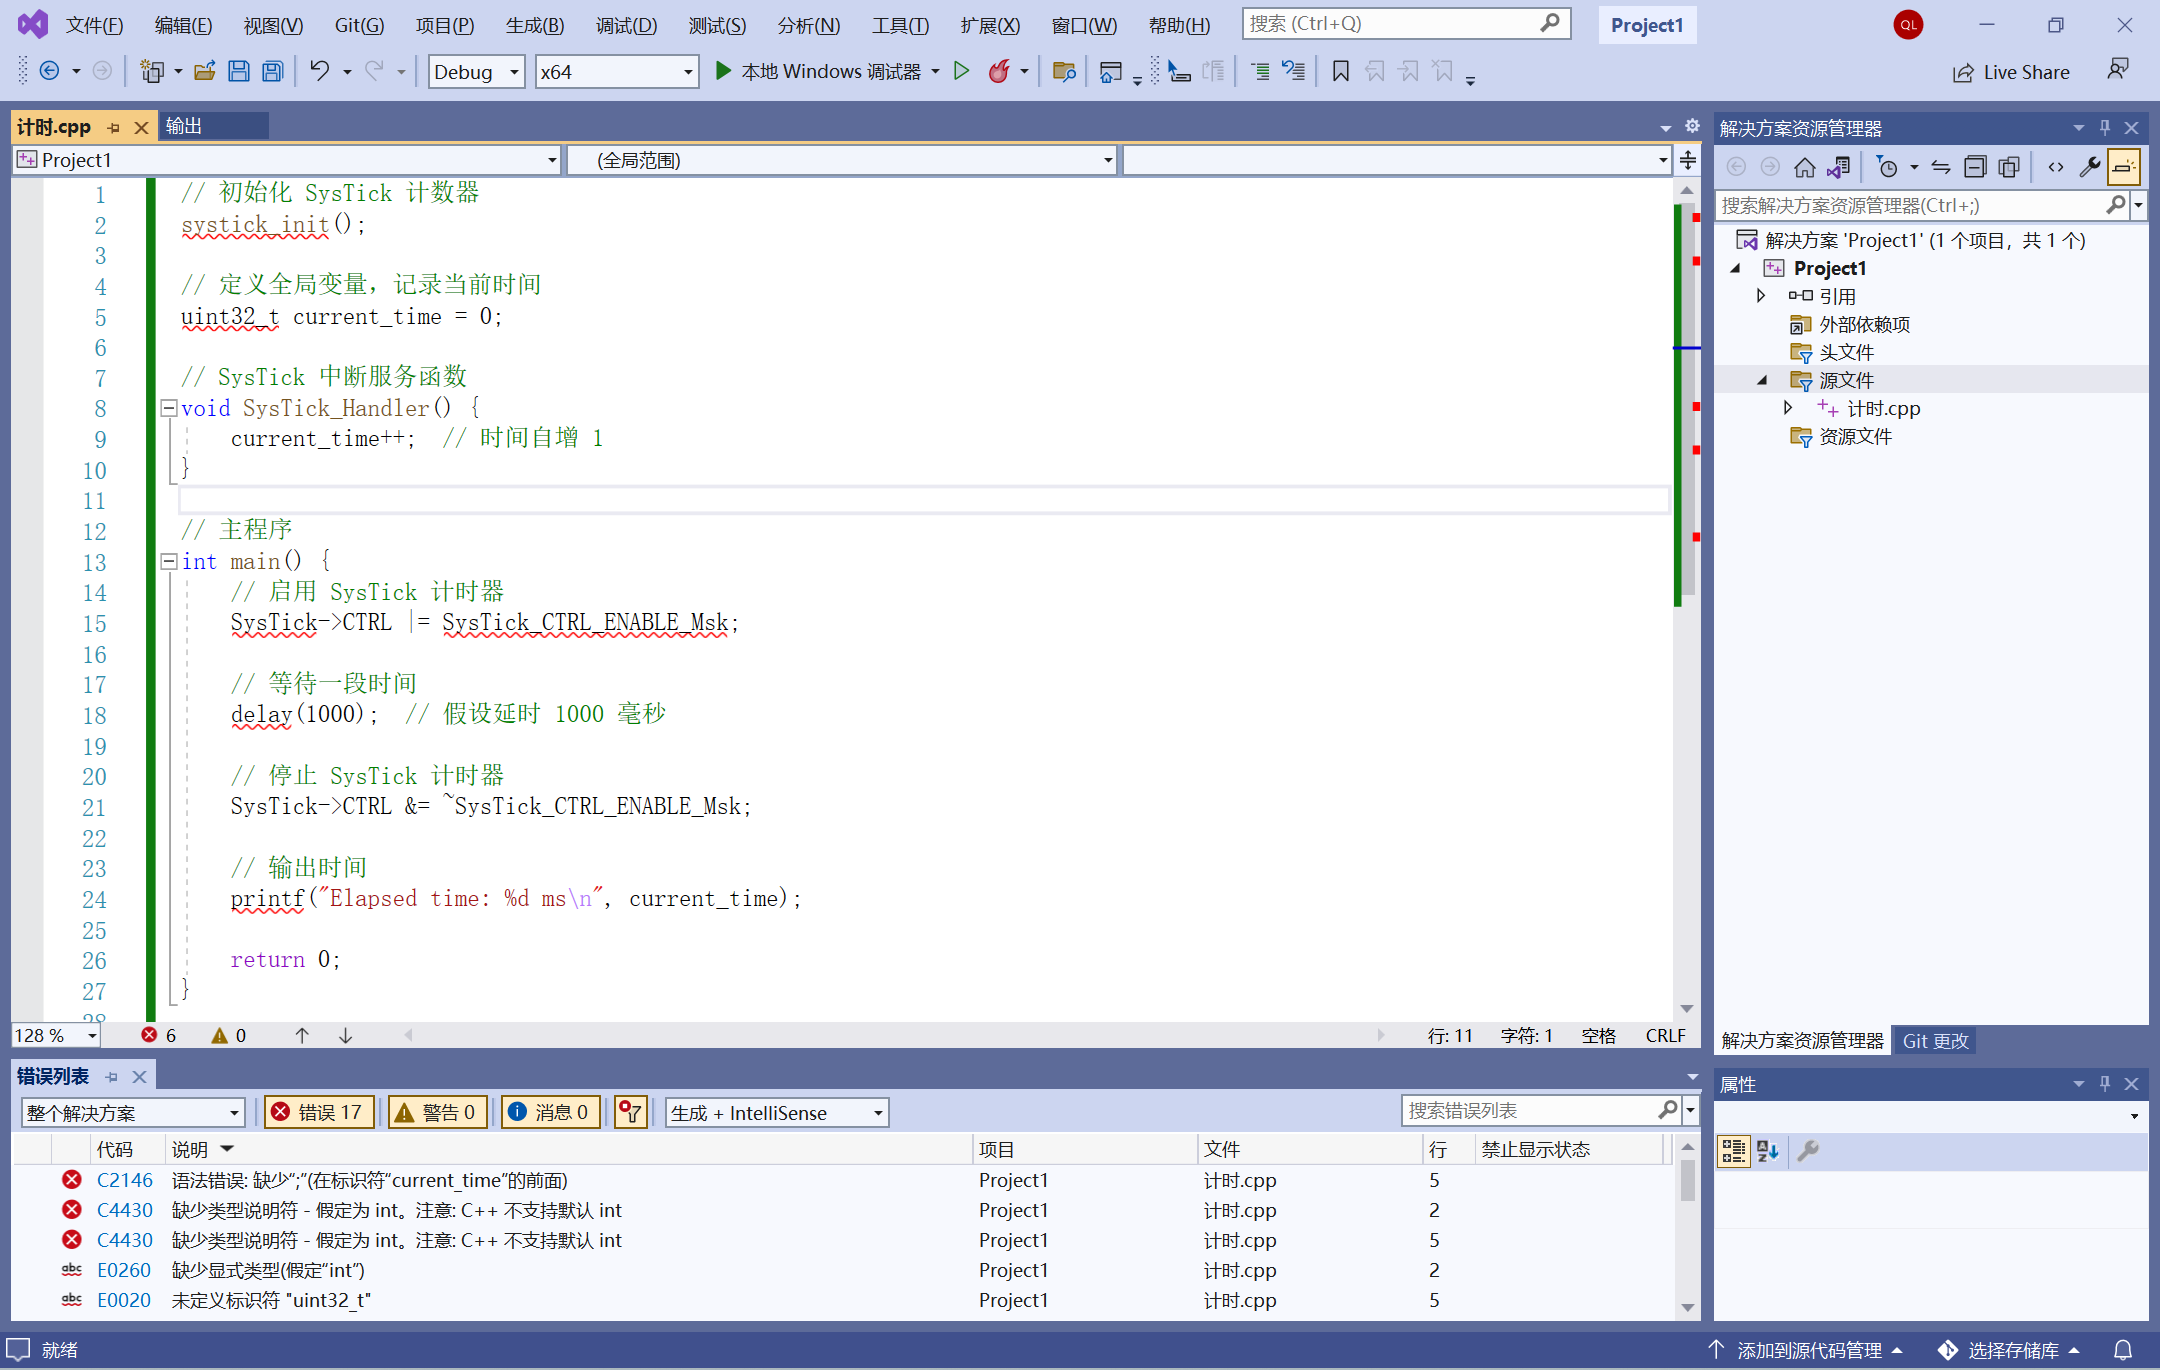 文件(F) 编辑(E) 视图(V) Git(G) 项目(P) 生成(B) 调试(D) 测试(S) 分析(N) 工具(T) 扩展(X) 窗口(W) 帮助(H) 搜索 (Ctrl+Q) Project1 QL
Debug x64 本地 Windows 调试器 Live Share
计时.cpp 输出
Project1 (全局范围)
1 // 初始化 SysTick 计数器
2 systick_init();
3
4 // 定义全局变量，记录当前时间
5 uint32_t current_time = 0;
6
7 // SysTick 中断服务函数
8 void SysTick_Handler() {
9 current_time++; // 时间自增 1
10 }
11
12 // 主程序
13 int main() {
14 // 启用 SysTick 计时器
15 SysTick->CTRL |= SysTick_CTRL_ENABLE_Msk;
16
17 // 等待一段时间
18 delay(1000); // 假设延时 1000 毫秒
19
20 // 停止 SysTick 计时器
21 SysTick->CTRL &= ~SysTick_CTRL_ENABLE_Msk;
22
23 // 输出时间
24 printf("Elapsed time: %d ms\n", current_time);
25
26 return 0;
27 }
28
128 % 6 0 行: 11 字符: 1 空格 CRLF
错误列表
整个解决方案 错误 17 警告 0 消息 0 生成 + IntelliSense 搜索错误列表
代码 说明 项目 文件 行 禁止显示状态
C2146 语法错误: 缺少“;”(在标识符“current_time”的前面) Project1 计时.cpp 5
C4430 缺少类型说明符 - 假定为 int。注意: C++ 不支持默认 int Project1 计时.cpp 2
C4430 缺少类型说明符 - 假定为 int。注意: C++ 不支持默认 int Project1 计时.cpp 5
abc E0260 缺少显式类型(假定“int”) Project1 计时.cpp 2
abc E0020 未定义标识符 "uint32_t" Project1 计时.cpp 5
解决方案资源管理器
搜索解决方案资源管理器(Ctrl+;)
解决方案 'Project1' (1 个项目，共 1 个)
Project1
引用
外部依赖项
头文件
源文件
计时.cpp
资源文件
解决方案资源管理器 Git 更改
属性
就绪 添加到源代码管理 选择存储库